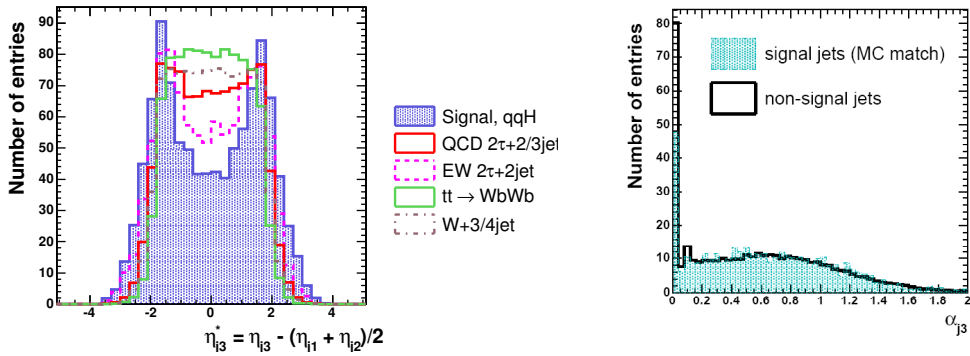 Number of entries
90
80
70
60
50
40
30
20
10
0
-4 -2 0 2 4
η*j3 = ηj3 - (ηj1 + ηj2)/2
Signal, qqH
QCD 2τ+2/3jet
EW 2τ+2jet
tt → WbWb
W+3/4jet
Number of entries
80
70
60
50
40
30
20
10
0
0 0.2 0.4 0.6 0.8 1 1.2 1.4 1.6 1.8 2
αj3
signal jets (MC match)
non-signal jets